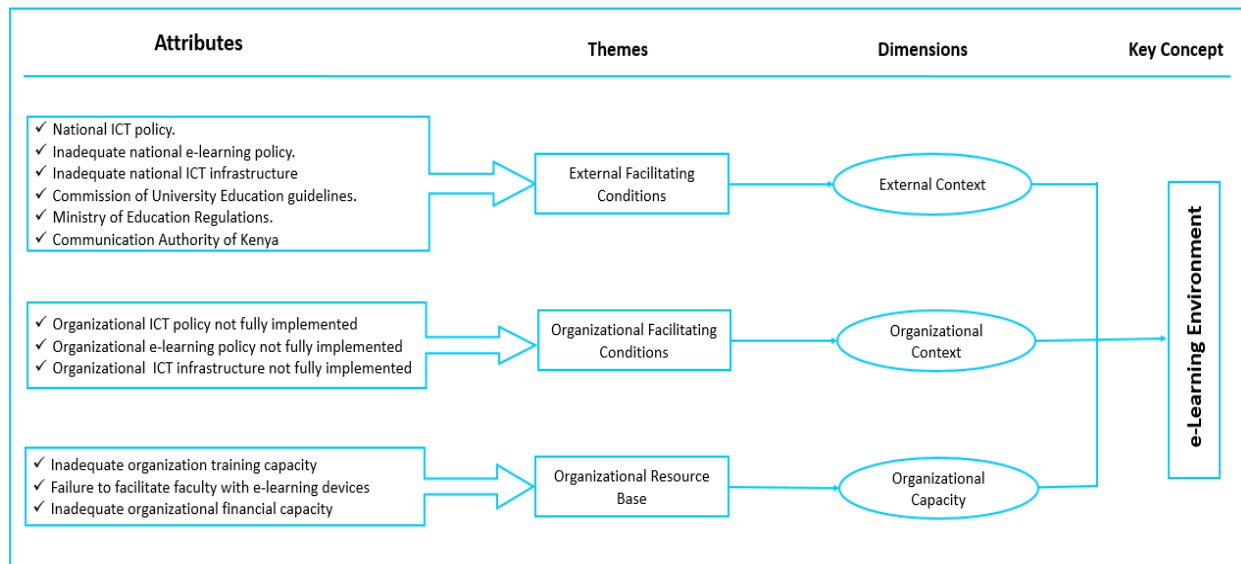 Attributes
Themes
Dimensions
Key Concept
✓ National ICT policy.
✓ Inadequate national e-learning policy.
✓ Inadequate national ICT infrastructure
✓ Commission of University Education guidelines.
✓ Ministry of Education Regulations.
✓ Communication Authority of Kenya
External Facilitating
Conditions
External Context
✓ Organizational ICT policy not fully implemented
✓ Organizational e-learning policy not fully implemented
✓ Organizational ICT infrastructure not fully implemented
Organizational Facilitating
Conditions
Organizational
Context
✓ Inadequate organization training capacity
✓ Failure to facilitate faculty with e-learning devices
✓ Inadequate organizational financial capacity
Organizational Resource
Base
Organizational
Capacity
e-Learning Environment